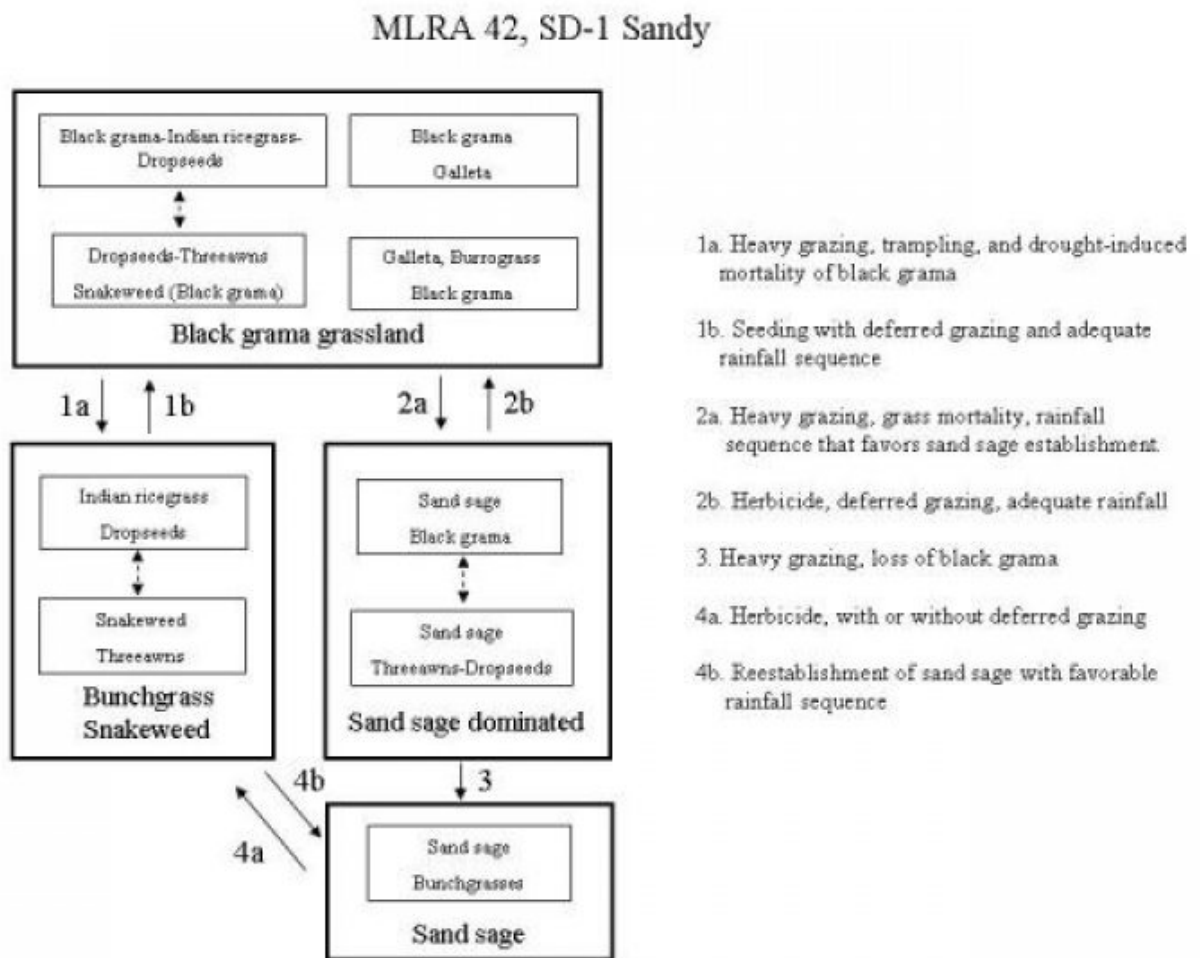 MLRA 42, SD-1 Sandy
Black grama-Indian ricegrass-
Dropseeds
Black grama
Galleta
Dropseeds-Threeawns
Snakeweed (Black grama)
Galleta, Burrograss
Black grama
Black grama grassland
1a
1b
2a
2b
Indian ricegrass
Dropseeds
Snakeweed
Threeawns
Bunchgrass
Snakeweed
Sand sage
Black grama
Sand sage
Threeawns-Dropseeds
Sand sage dominated
4b
4a
3
Sand sage
Bunchgrasses
Sand sage
1a. Heavy grazing, trampling, and drought-induced
mortality of black grama
1b. Seeding with deferred grazing and adequate
rainfall sequence
2a. Heavy grazing, grass mortality, rainfall
sequence that favors sand sage establishment.
2b. Herbicide, deferred grazing, adequate rainfall
3. Heavy grazing, loss of black grama
4a. Herbicide, with or without deferred grazing
4b. Reestablishment of sand sage with favorable
rainfall sequence